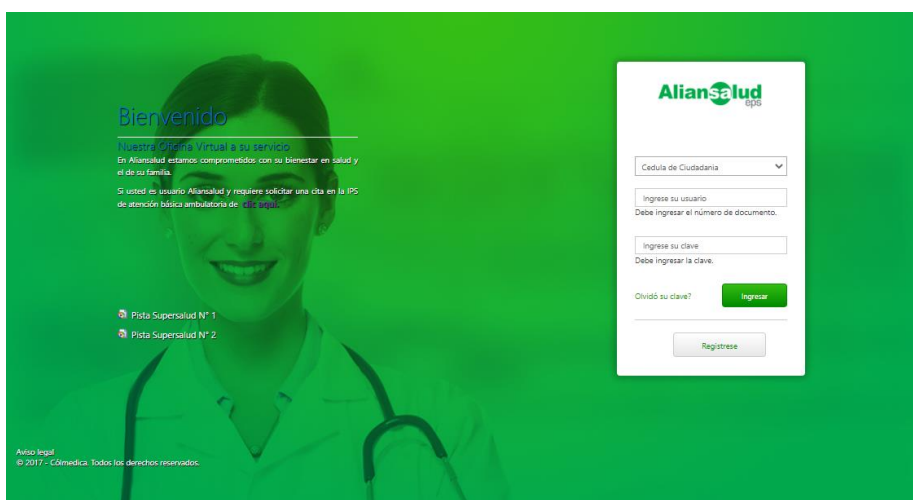 Bienvenido
Nuestra Oficina Virtual a su servicio
En Aliansalud estamos comprometidos con su bienestar en salud y
el de su familia.
Si usted es usuario Aliansalud y requiere solicitar una cita en la IPS
de atención básica ambulatoria de clic aquí.
Pista Supersalud N° 1
Pista Supersalud N° 2
Aviso legal
© 2017 - Cólmedica. Todos los derechos reservados.
Aliansalud
eps
Cedula de Ciudadania
Ingrese su usuario
Debe ingresar el número de documento.
Ingrese su clave
Debe ingresar la clave.
Olvidó su clave?
Ingresar
Registrese